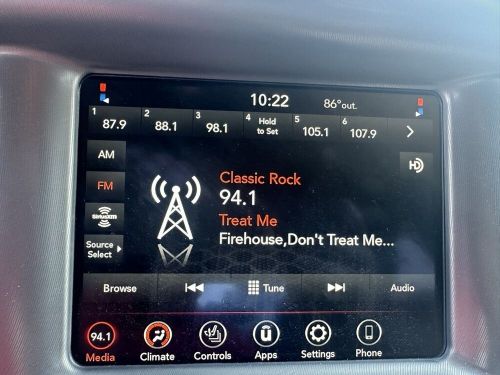 10:22 86° out.
1 87.9 2 88.1 3 98.1 4 Hold to Set 5 105.1 6 107.9
AM
FM
SiriusXM
Source
Select
HD
Classic Rock
94.1
Treat Me
Firehouse,Don't Treat Me...
Browse Tune Audio
94.1
Media Climate Controls Apps Settings Phone